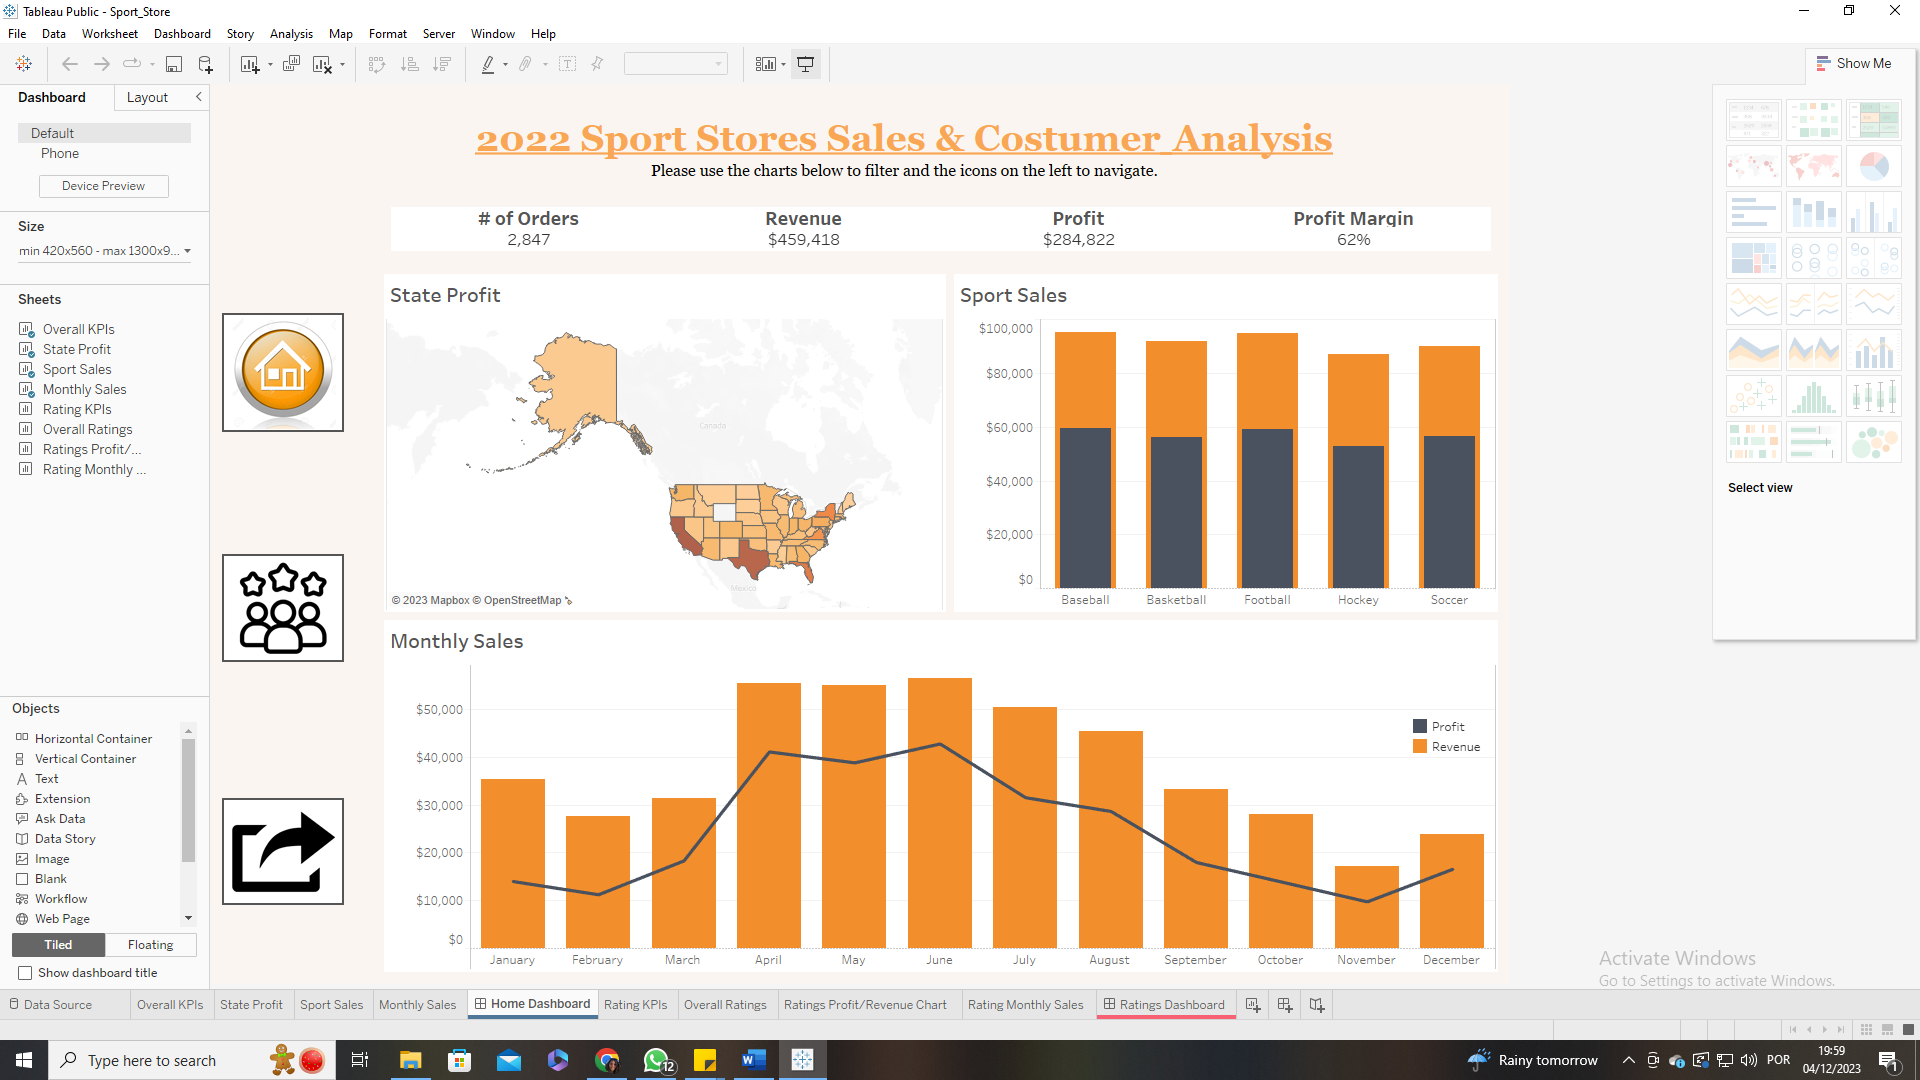 Tableau Public - Sport_Store
File Data Worksheet Dashboard Story Analysis Map Format Server Window Help
Show Me
Dashboard Layout
Default
Phone
Device Preview
Size
min 420x560 - max 1300x9...
Sheets
Overall KPIs
State Profit
Sport Sales
Monthly Sales
Rating KPIs
Overall Ratings
Ratings Profit/...
Rating Monthly ...
Objects
Horizontal Container
Vertical Container
Text
Extension
Ask Data
Data Story
Image
Blank
Workflow
Web Page
Tiled Floating
Show dashboard title
2022 Sport Stores Sales & Costumer Analysis
Please use the charts below to filter and the icons on the left to navigate.
# of Orders Revenue Profit Profit Margin
2,847 $459,418 $284,822 62%
State Profit
Canada
Mexico
© 2023 Mapbox © OpenStreetMap
Sport Sales
$100,000
$80,000
$60,000
$40,000
$20,000
$0
Baseball Basketball Football Hockey Soccer
Monthly Sales
$50,000
$40,000
$30,000
$20,000
$10,000
$0
Profit
Revenue
January February March April May June July August September October November December
Select view
Activate Windows
Go to Settings to activate Windows.
Data Source Overall KPIs State Profit Sport Sales Monthly Sales Home Dashboard Rating KPIs Overall Ratings Ratings Profit/Revenue Chart Rating Monthly Sales Ratings Dashboard
Type here to search
12
Rainy tomorrow
POR
19:59
04/12/2023
1